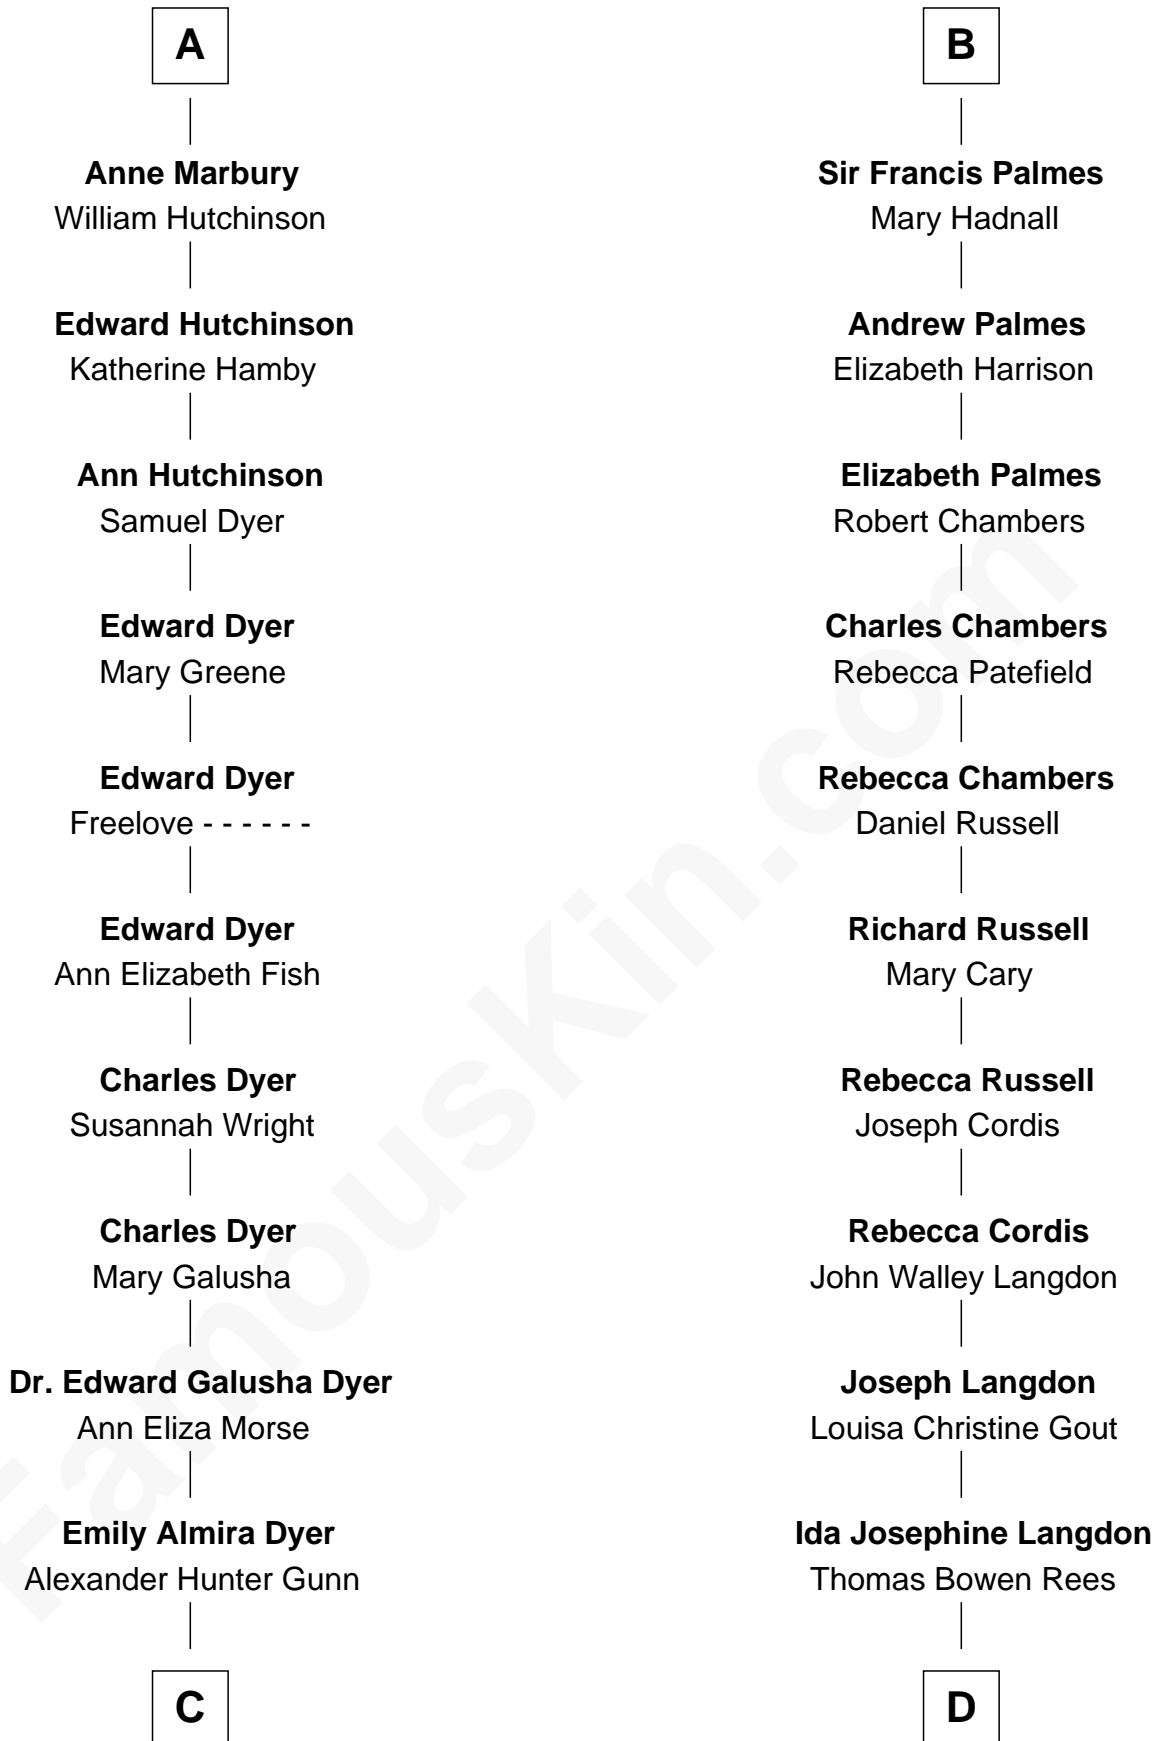 A
Anne Marbury
William Hutchinson
Edward Hutchinson
Katherine Hamby
Ann Hutchinson
Samuel Dyer
Edward Dyer
Mary Greene
Edward Dyer
Freelove - - - - - -
Edward Dyer
Ann Elizabeth Fish
Charles Dyer
Susannah Wright
Charles Dyer
Mary Galusha
Dr. Edward Galusha Dyer
Ann Eliza Morse
Emily Almira Dyer
Alexander Hunter Gunn
C
B
Sir Francis Palmes
Mary Hadnall
Andrew Palmes
Elizabeth Harrison
Elizabeth Palmes
Robert Chambers
Charles Chambers
Rebecca Patefield
Rebecca Chambers
Daniel Russell
Richard Russell
Mary Cary
Rebecca Russell
Joseph Cordis
Rebecca Cordis
John Walley Langdon
Joseph Langdon
Louisa Christine Gout
Ida Josephine Langdon
Thomas Bowen Rees
D
FamousKin.com